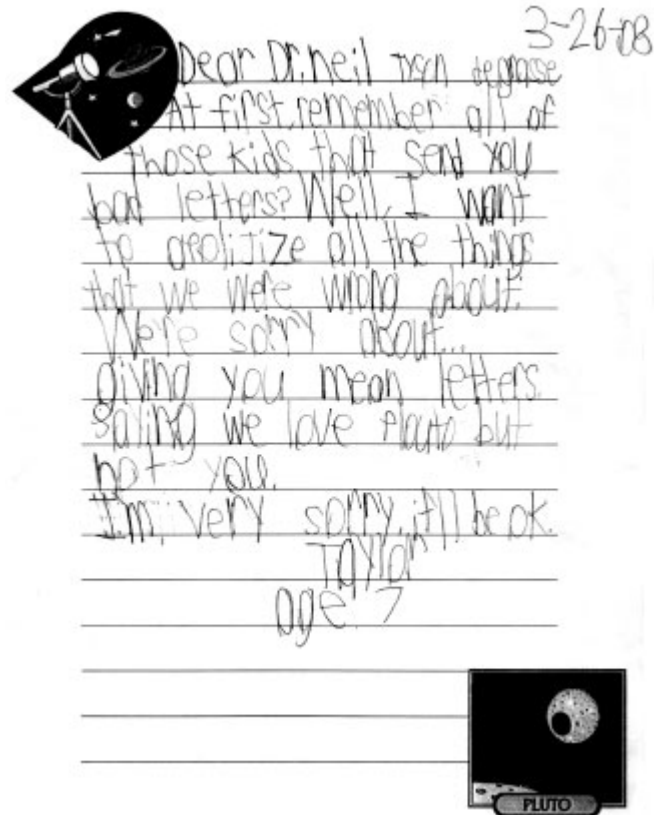 3-26-08
Dear Dr. neil tysn degrasse
At first, remember all of
those kids that send you
bad letters? Well, I want
to apolijize all the things
that we were wrong about.
We're sorry about...
giving you mean letters.
saying we love Plauto but
not you.
I'm very sorry, it'll be ok.
Taylor
age 7
PLUTO